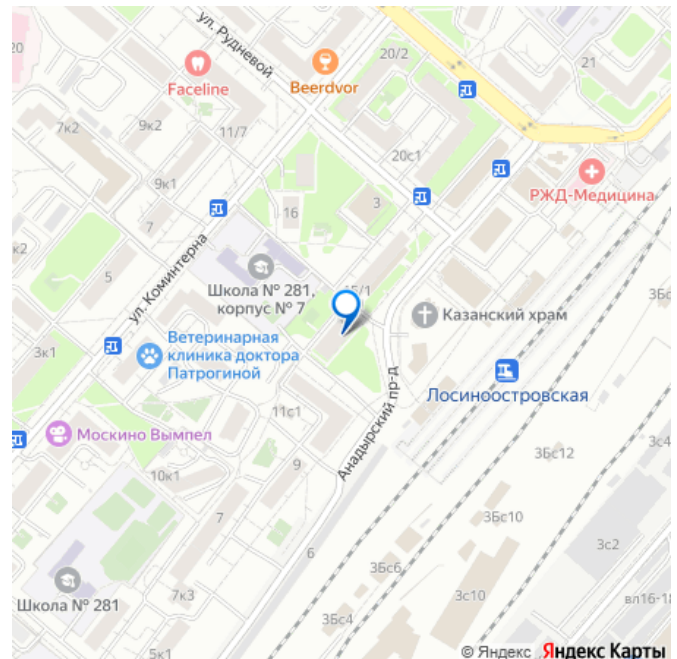 ул. Рудневой
20
Faceline
Beerdvor
20/2
21
7к2
9к2
11/7
20с1
РЖД-Медицина
9к1
16
3
7
к2
5
ул. Коминтерна
Школа № 281,
корпус № 7
15/1
Казанский храм
3к1
Ветеринарная
клиника доктора
Патрогиной
Лосиноостровская
11с1
Анадырский пр-д
Москино Вымпел
10к1
9
3Бс12
3с4
7
3Бс10
6
3Бс6
3с2
Школа № 281
7к3
3с10
вл16-18
5к1
© Яндекс Яндекс Карты